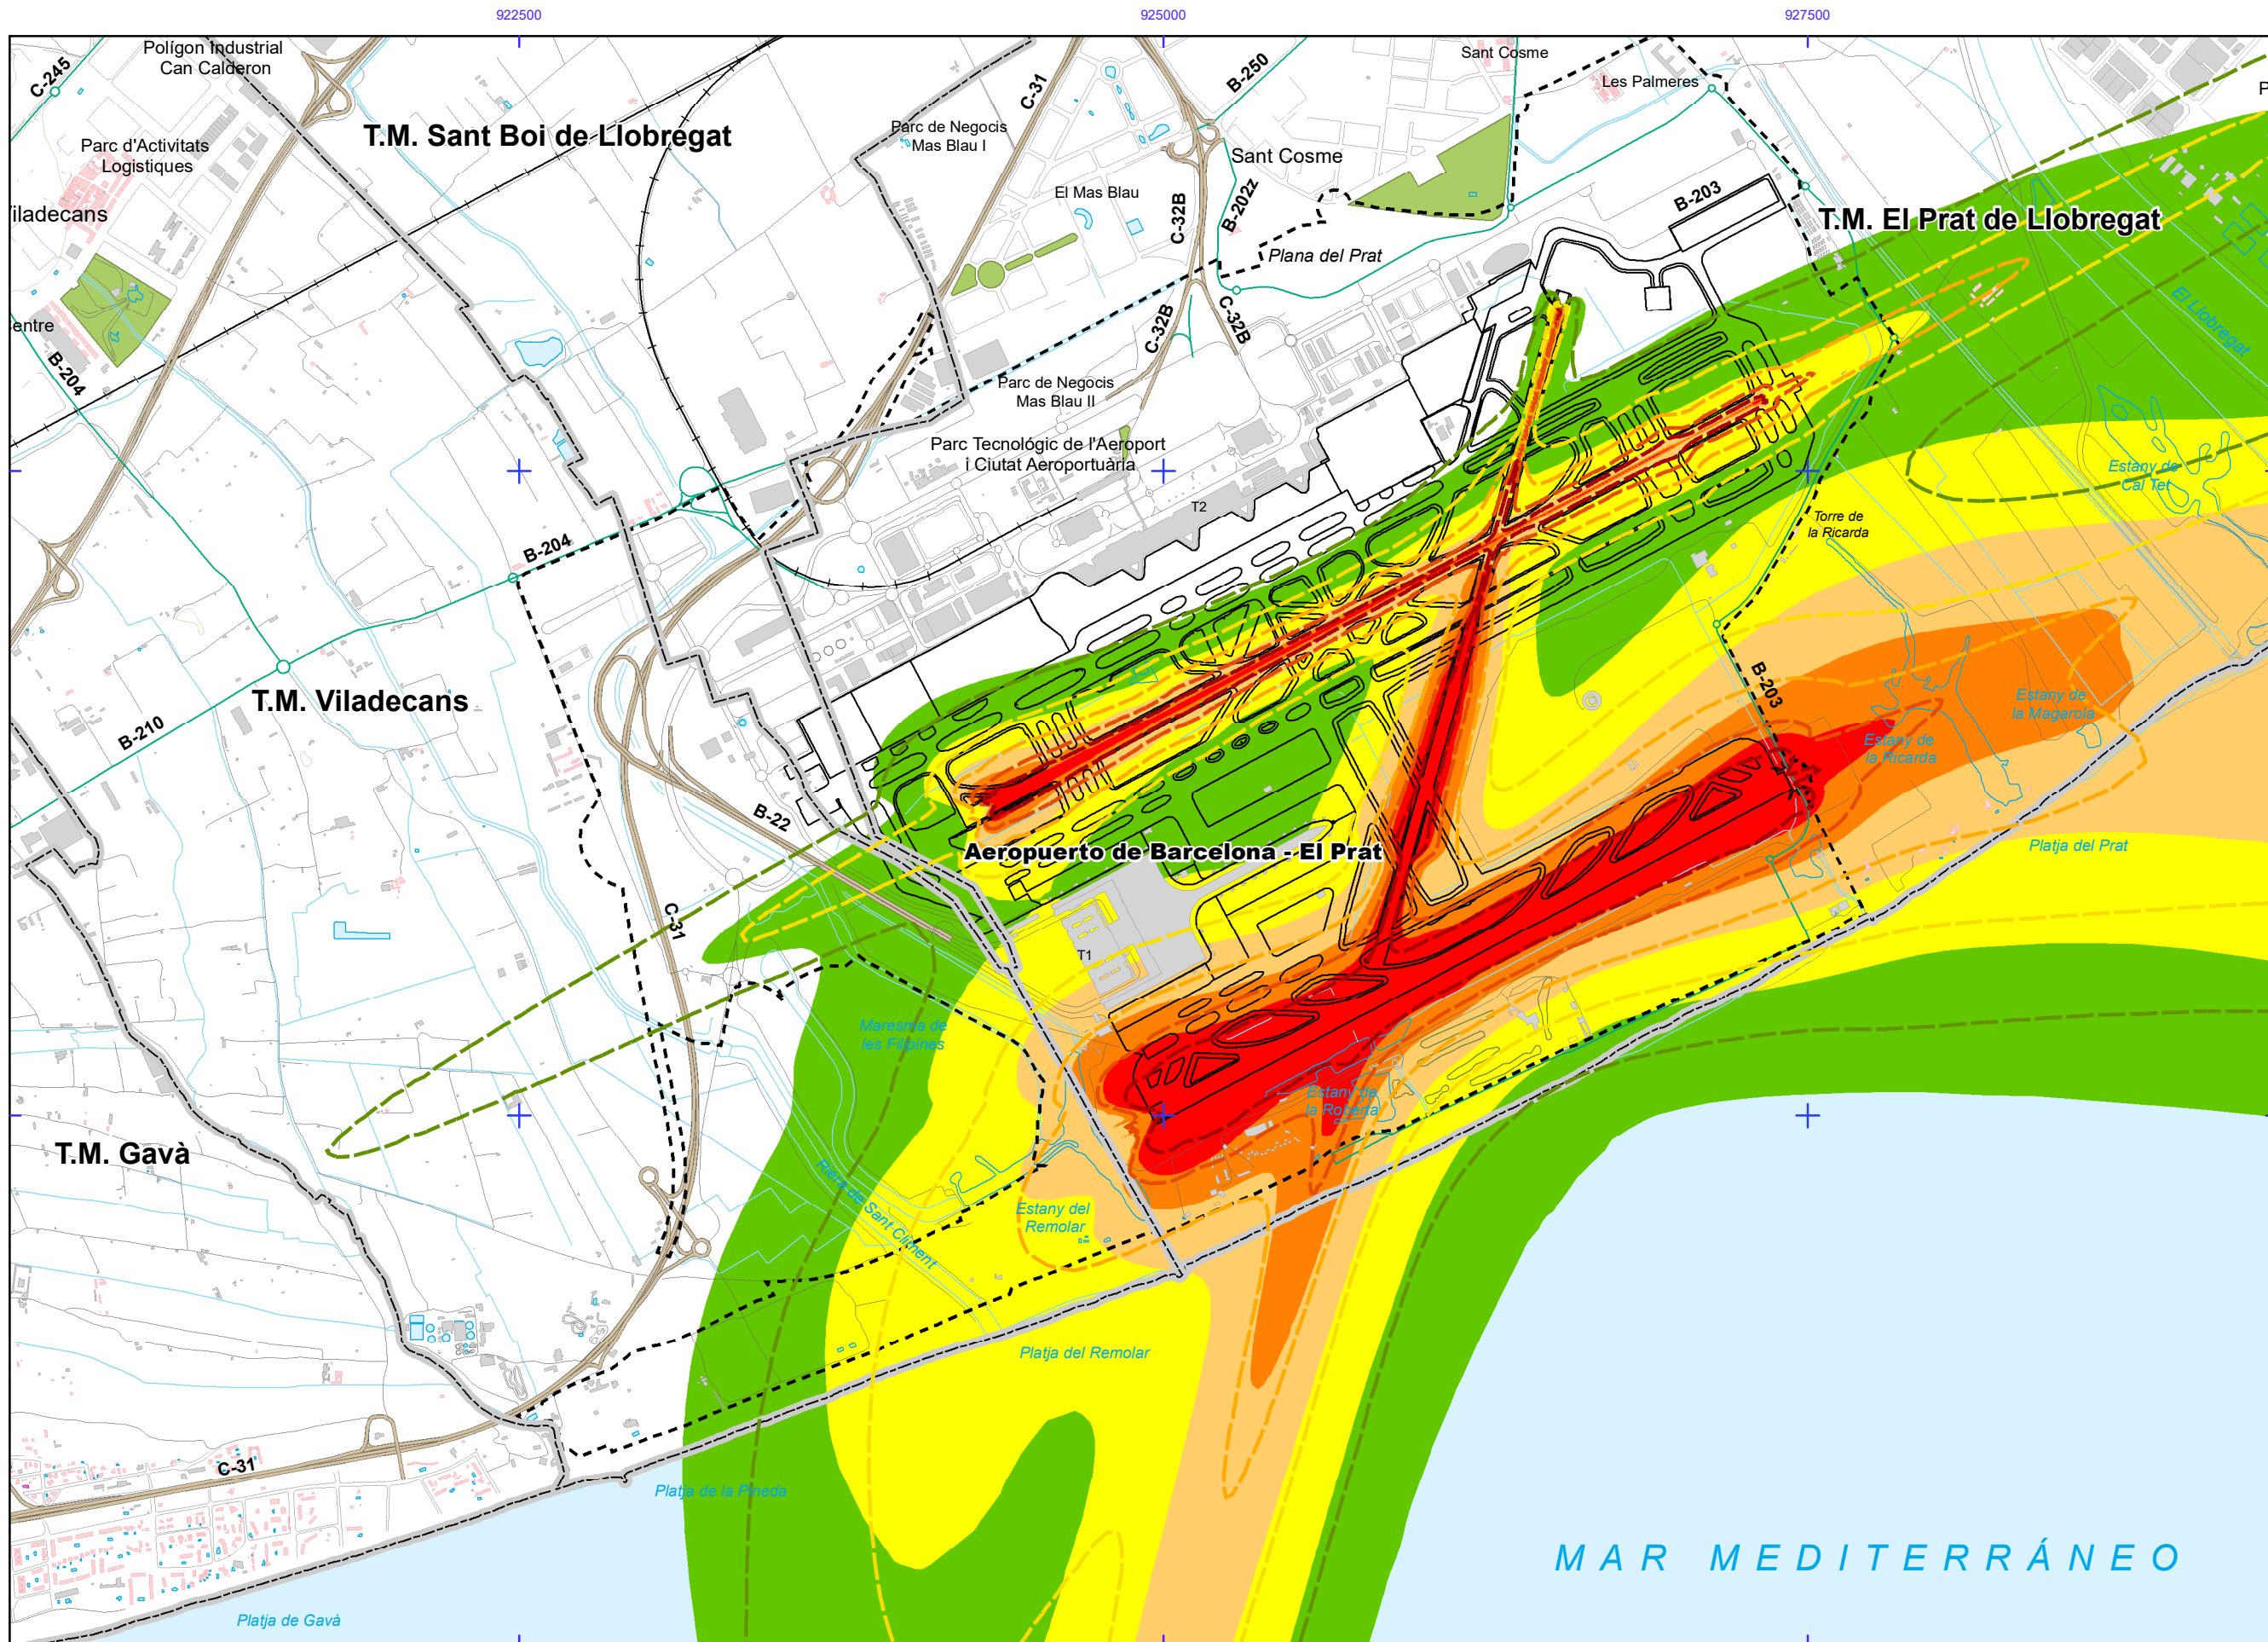 922500
925000
927500
Polígon Industrial
Can Calderon
C-245
T.M. Sant Boi de Llobregat
Parc d'Activitats
Logistiques
iladecans
entre
B-204
C-31
Parc de Negocis
Mas Blau I
El Mas Blau
B-250
Sant Cosme
Les Palmeres
Sant Cosme
C-32B
B-202z
Plana del Prat
B-203
T.M. El Prat de Llobregat
P
El Llobregat
C-32B
C-32B
Parc de Negocis
Mas Blau II
Parc Tecnológic de l'Aeroport
i Ciutat Aeroportuària
T2
Estany de
Cal Tet
Torre de
la Ricarda
B-204
T.M. Viladecans
B-210
B-203
Estany de
la Magarola
Estany de
la Ricarda
B-22
Aeropuerto de Barcelona - El Prat
Platja del Prat
C-31
T1
Maresma de
les Filipines
Estany de
la Roberta
T.M. Gavà
Riera de Sant Climent
Estany del
Remolar
Platja del Remolar
C-31
Platja de la Pineda
MAR MEDITERRÁNEO
Platja de Gavà